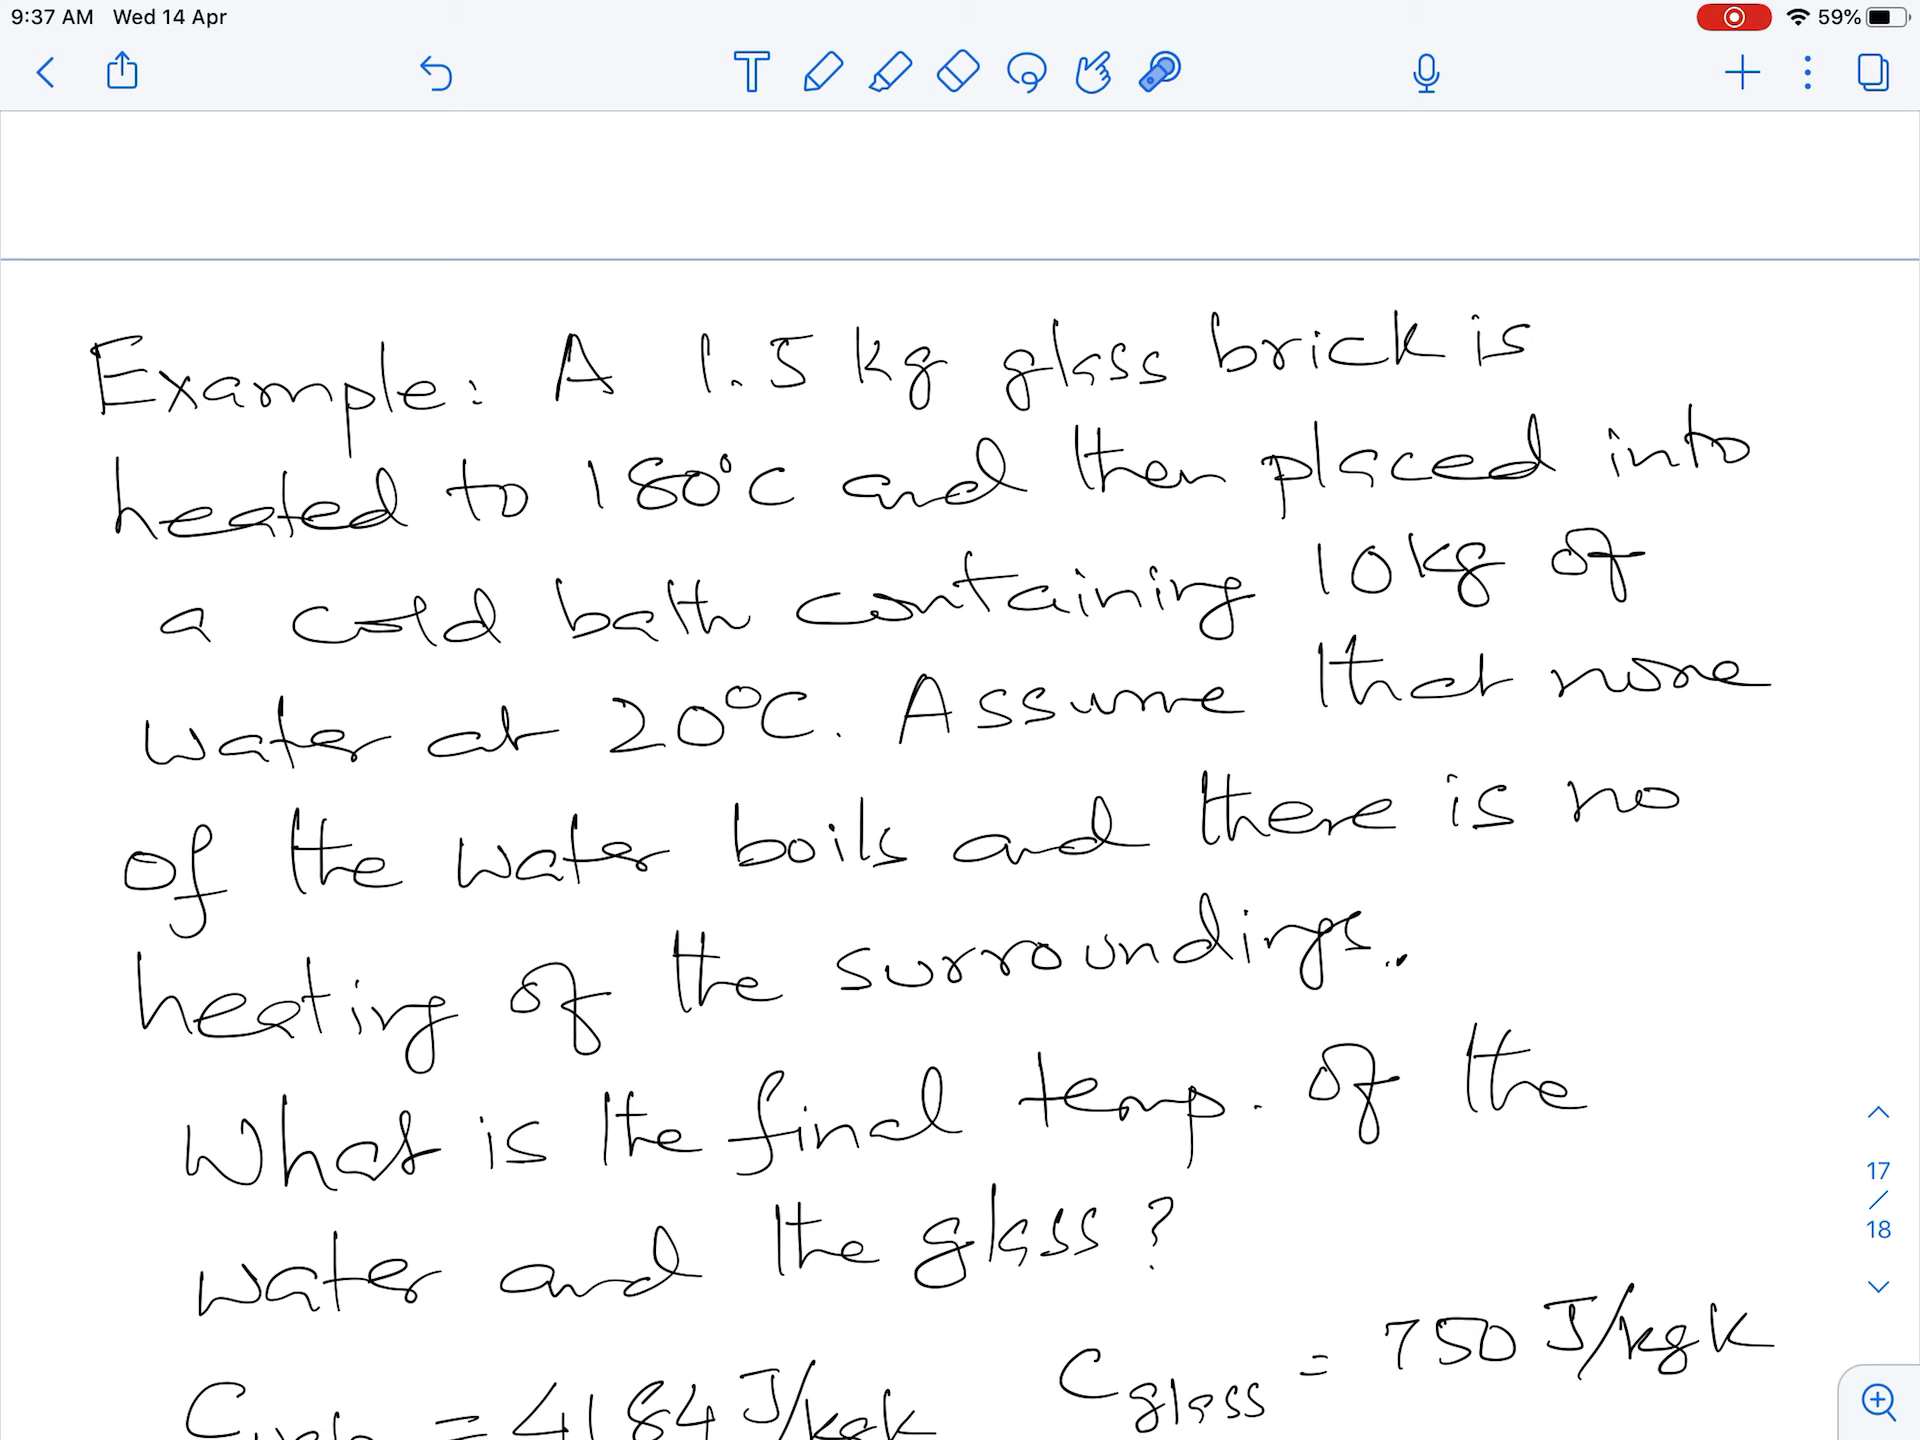 9:37 AM Wed 14 Apr
59%
T
Example: A 1.5 kg glass brick is
heated to 180°C and then placed into
a cold bath containing 10kg of
water at 20°C. Assume that none
of the water boils and there is no
heating of the surroundings..
What is the final temp. of the
water and the glass?
C glass = 750 J/kgK
= 4184 J/kgK
17
/
18